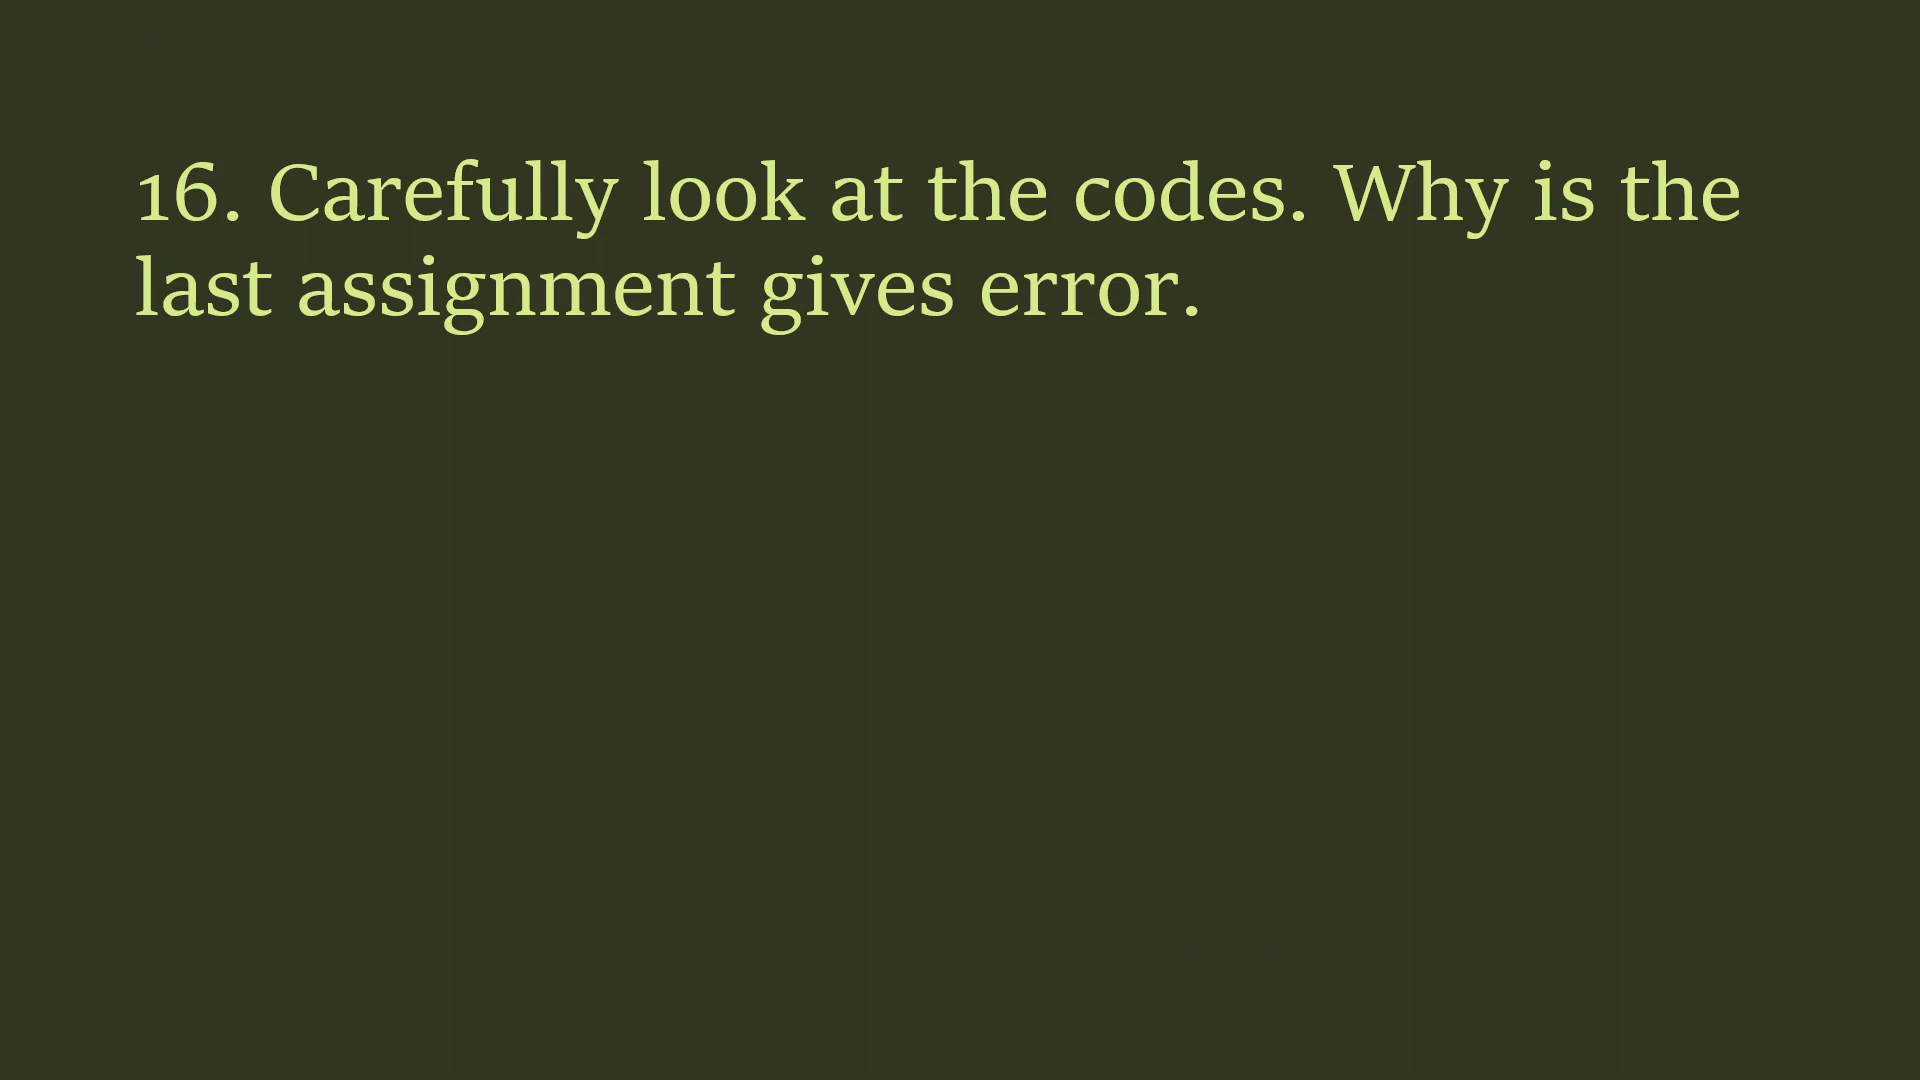 16. Carefully look at the codes. Why is the
last assignment gives error.